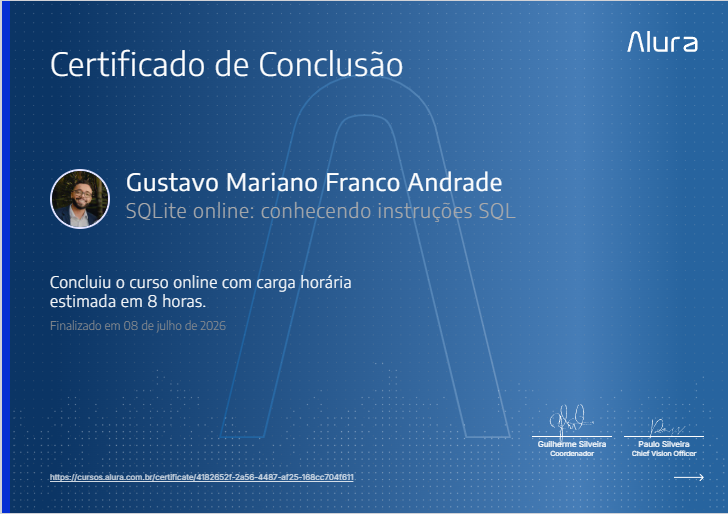 Alura
Certificado de Conclusão
Gustavo Mariano Franco Andrade
SQLite online: conhecendo instruções SQL
Concluiu o curso online com carga horária
estimada em 8 horas.
Finalizado em 08 de julho de 2026
Guilherme Silveira
Coordenador
Paulo Silveira
Chief Vision Officer
https://cursos.alura.com.br/certificate/4182652f-2a56-4487-af25-168cc704f611